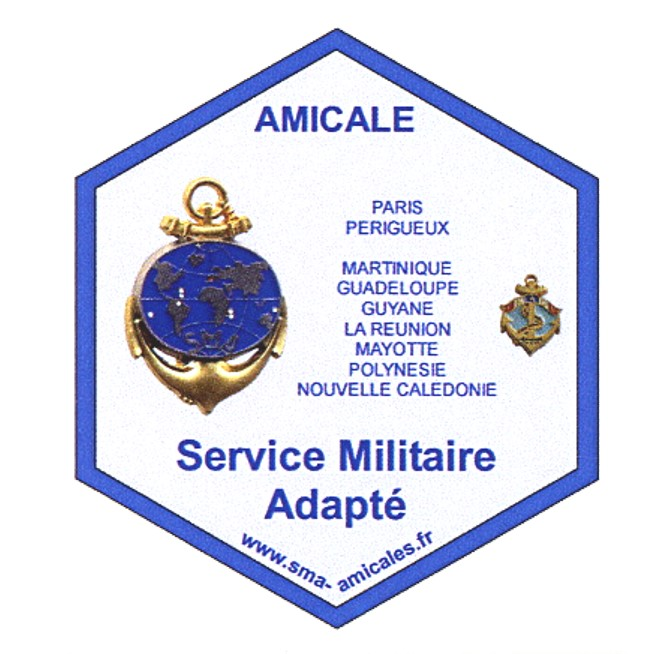 AMICALE
PARIS
PERIGUEUX
MARTINIQUE
GUADELOUPE
GUYANE
LA REUNION
MAYOTTE
POLYNESIE
NOUVELLE CALEDONIE
Service Militaire
Adapté
www.sma- amicales.fr